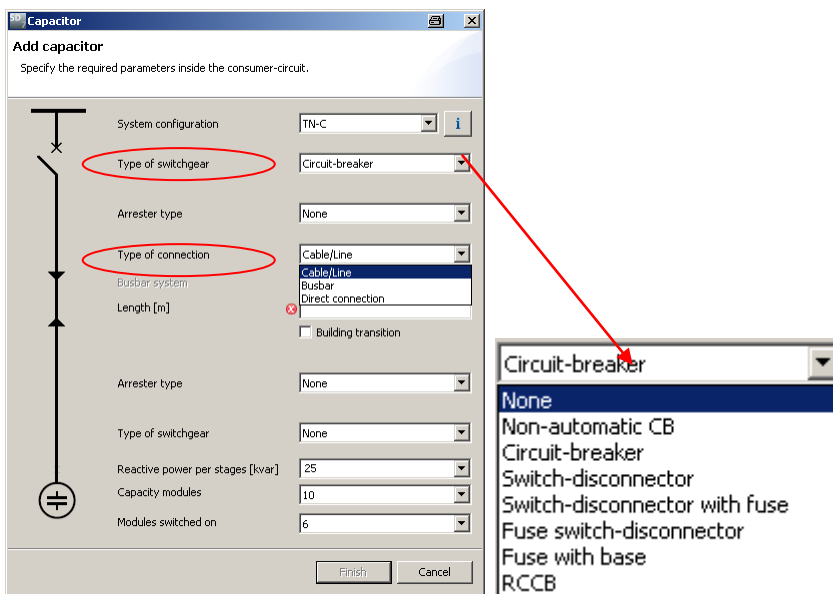 SD Capacitor
Add capacitor
Specify the required parameters inside the consumer-circuit.
System configuration TN-C i
Type of switchgear Circuit-breaker
Arrester type None
Type of connection Cable/Line
Cable/Line
Busbar system Busbar
Direct connection
Length [m]
Building transition
Arrester type None
Type of switchgear None
Reactive power per stages [kvar] 25
Capacity modules 10
Modules switched on 6
Finish Cancel
Circuit-breaker
None
Non-automatic CB
Circuit-breaker
Switch-disconnector
Switch-disconnector with fuse
Fuse switch-disconnector
Fuse with base
RCCB